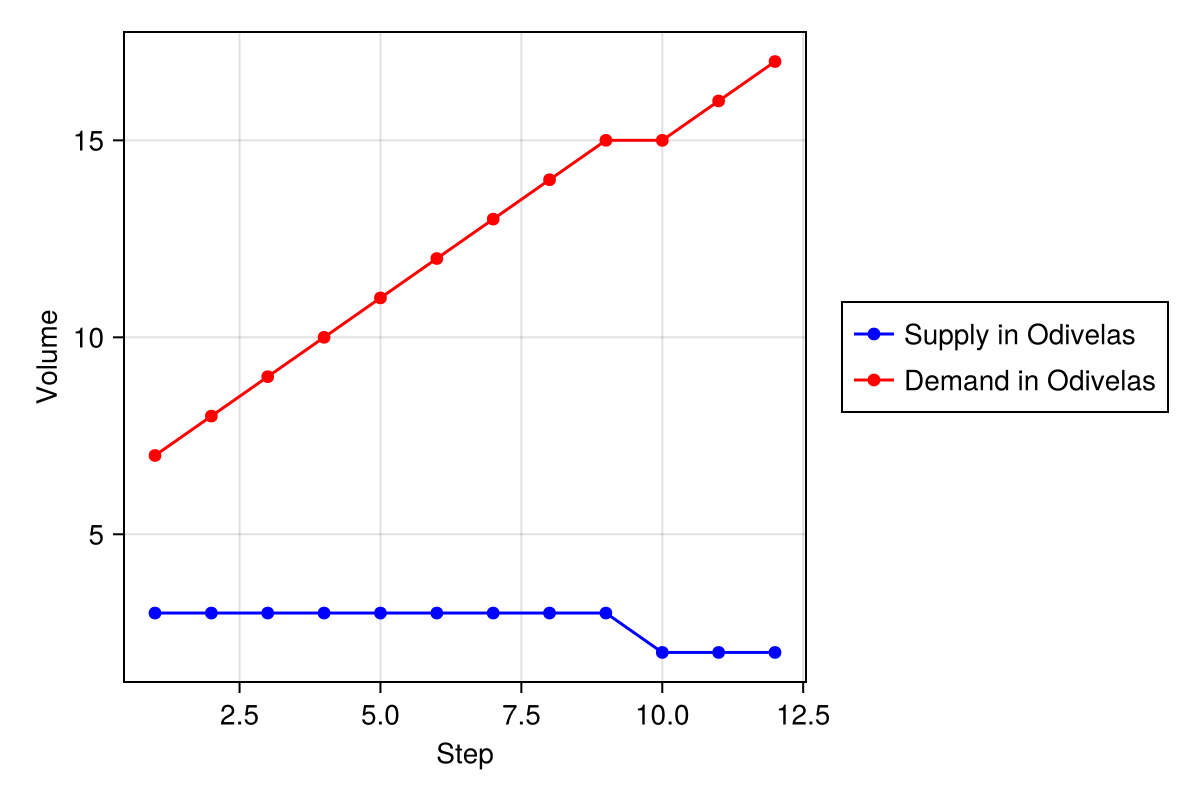 15
10
5
Volume
2.5 5.0 7.5 10.0 12.5
Step
Supply in Odivelas
Demand in Odivelas